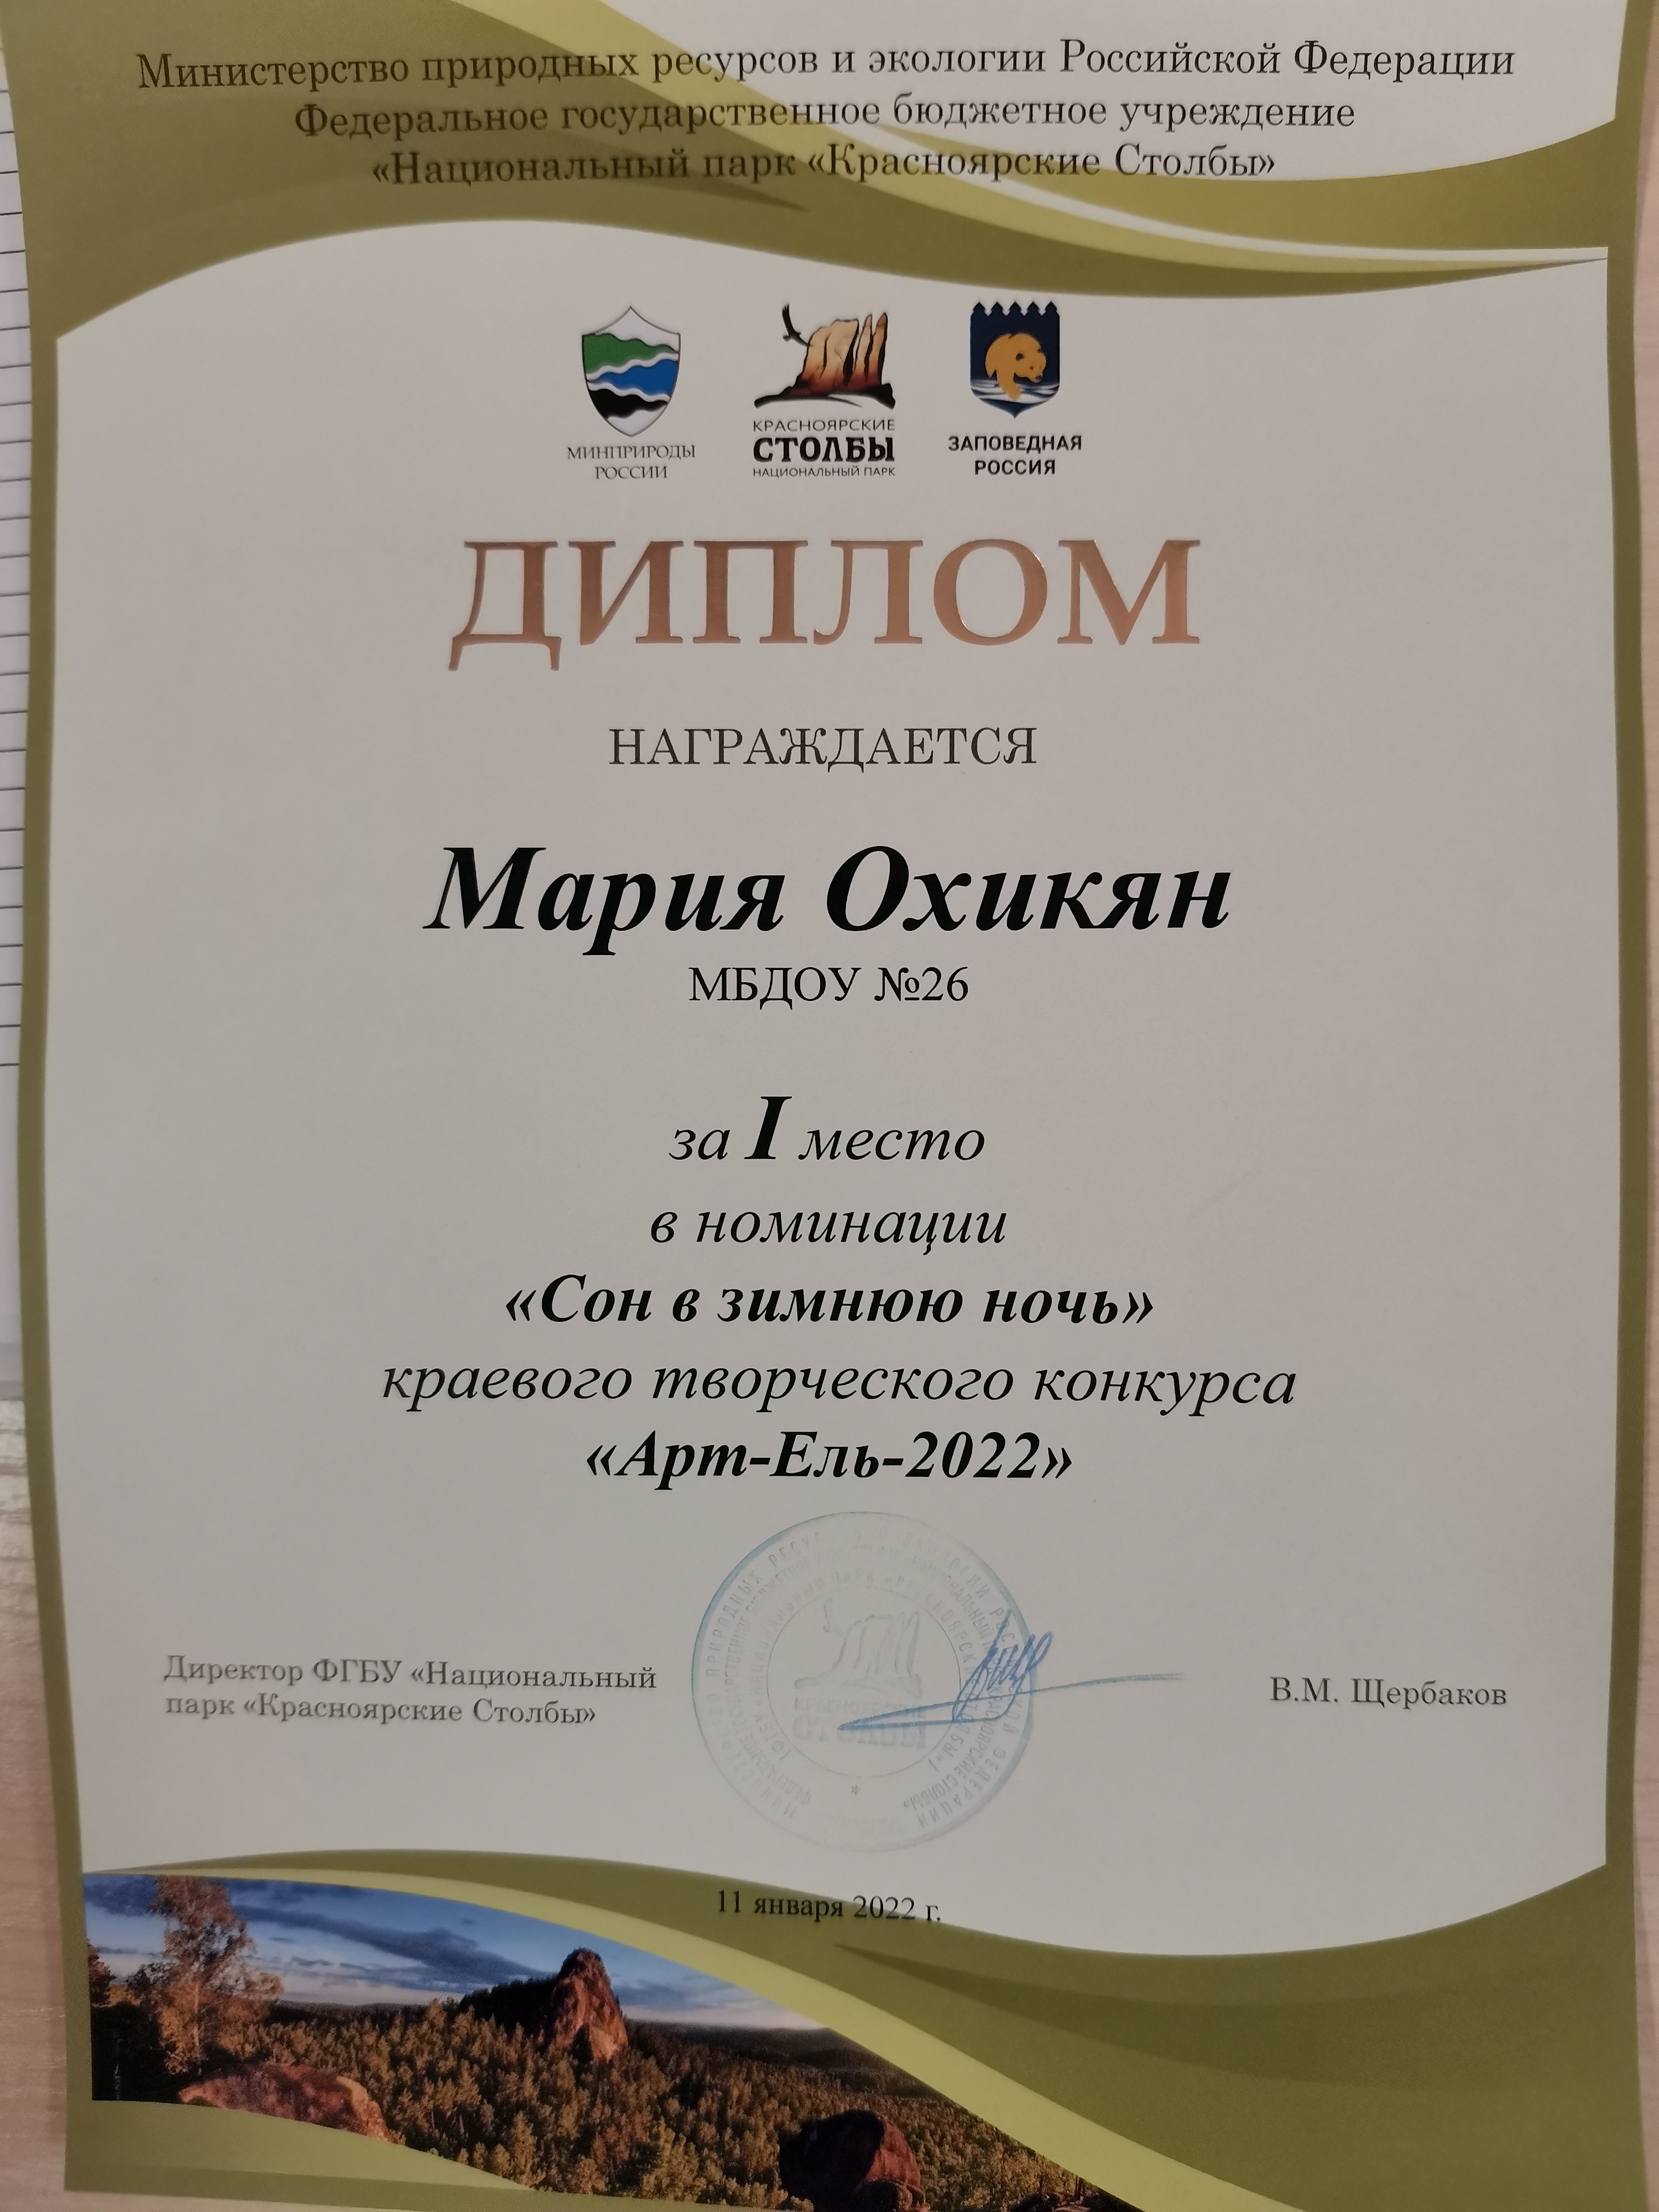 Министерство природных ресурсов и экологии Российской Федерации
Федеральное государственное бюджетное учреждение
«Национальный парк «Красноярские Столбы»
МИНПРИРОДЫ
РОССИИ
КРАСНОЯРСКИЕ
СТОЛБЫ
НАЦИОНАЛЬНЫЙ ПАРК
ЗАПОВЕДНАЯ
РОССИЯ
ДИПЛОМ
НАГРАЖДАЕТСЯ
Мария Охикян
МБДОУ №26
за I место
в номинации
«Сон в зимнюю ночь»
краевого творческого конкурса
«Арт-Ель-2022»
Директор ФГБУ «Национальный
парк «Красноярские Столбы»
КРАСНОЯРСКИЕ
СТОЛБЫ
В.М. Щербаков
11 января 2022 г.